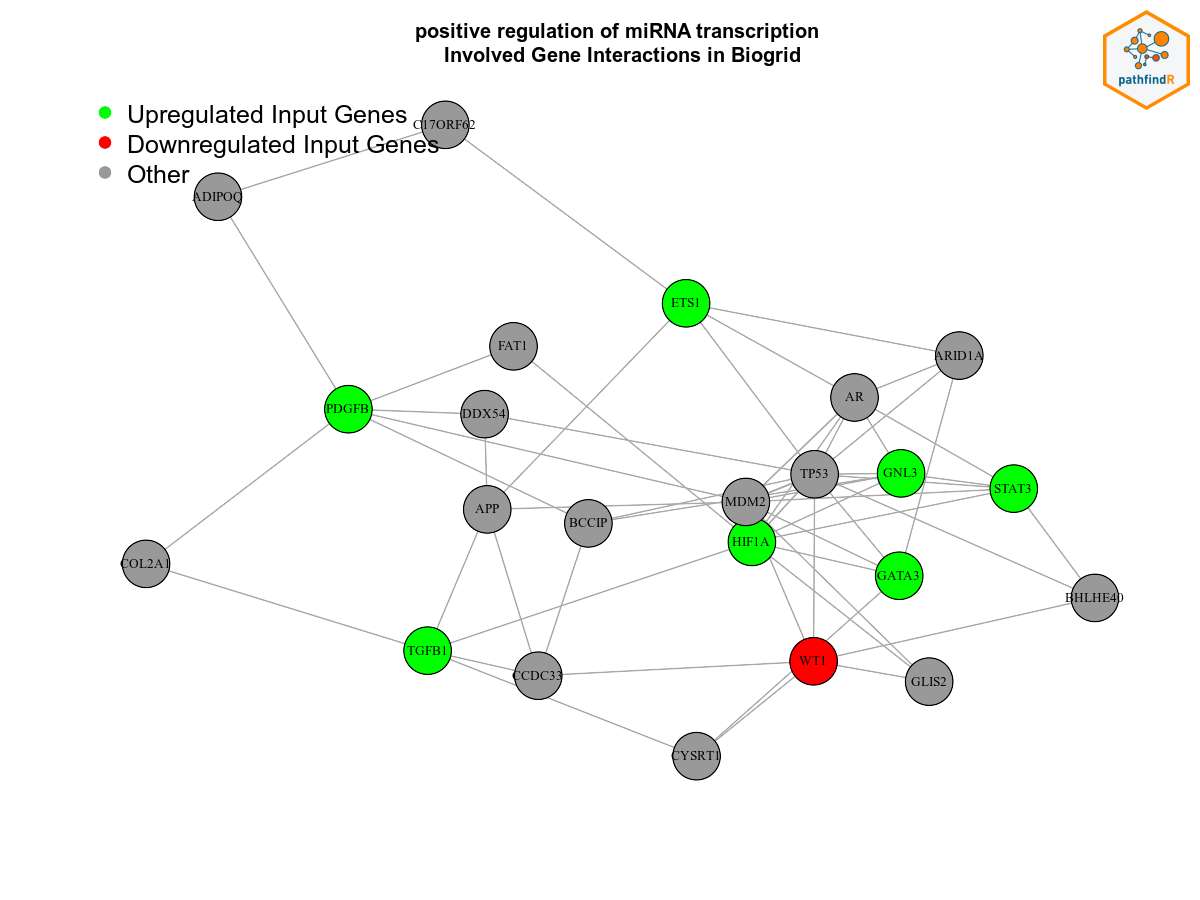 positive regulation of miRNA transcription
Involved Gene Interactions in Biogrid
pathfindR
Upregulated Input Genes
Downregulated Input Genes
Other
C17ORF62
ADIPOQ
ETS1
FAT1
ARID1A
AR
PDGFB
DDX54
TP53
GNL3
STAT3
MDM2
APP
BCCIP
HIF1A
COL2A1
GATA3
BHLHE40
TGFB1
WT1
CCDC33
GLIS2
CYSRT1